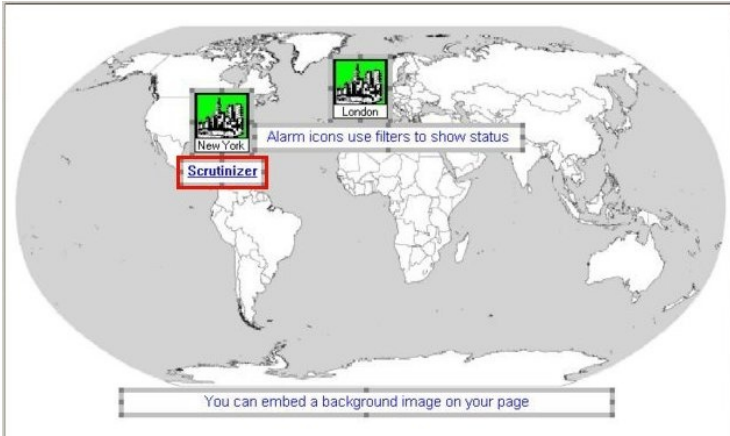 London
New York
Alarm icons use filters to show status
Scrutinizer
You can embed a background image on your page